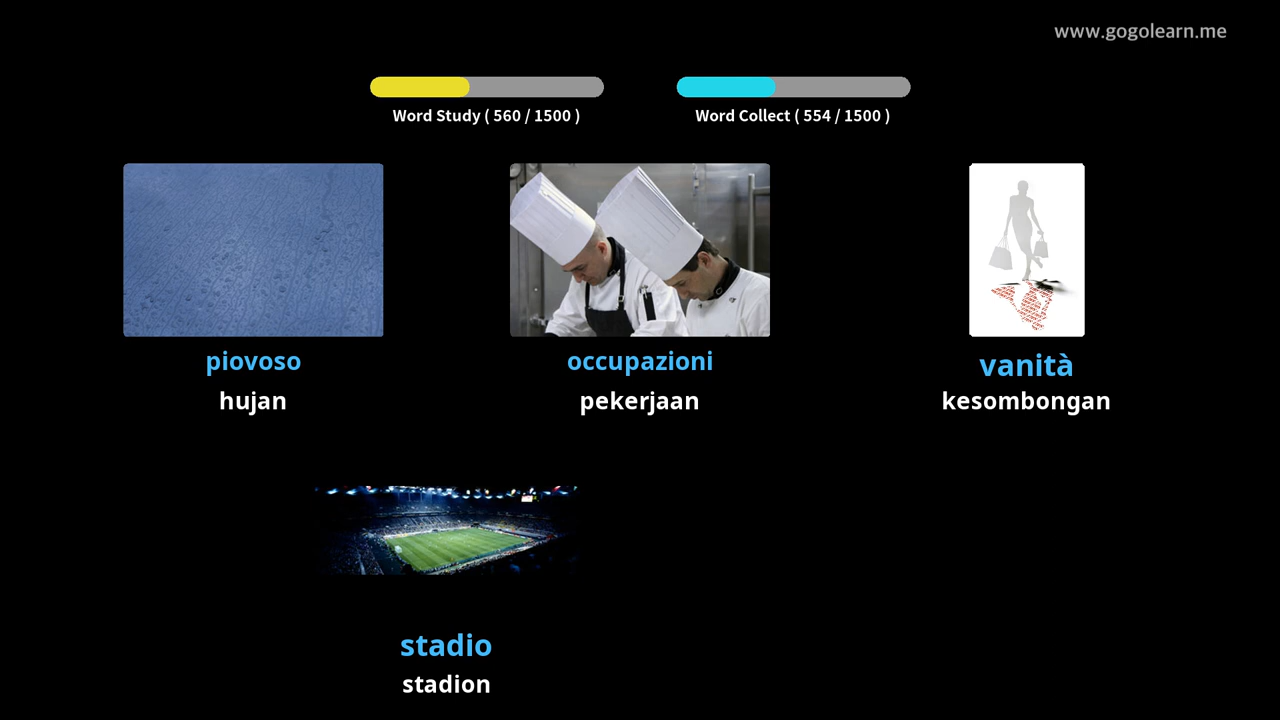 www.gogolearn.me
Word Study ( 560 / 1500 )
Word Collect ( 554 / 1500 )
piovoso
occupazioni
vanità
hujan
pekerjaan
kesombongan
stadio
stadion